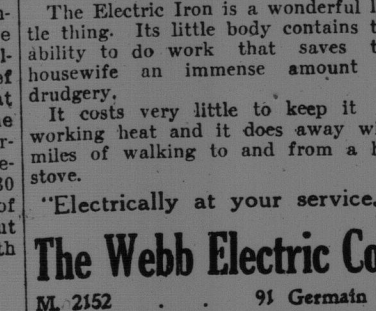 The Electric Iron is a wonderful l
tle thing. Its little body contains t
ability to do work that saves t
housewife an immense amount
drudgery.
It costs very little to keep it
working heat and it does away w
miles of walking to and from a h
stove.
"Electrically at your service.
The Webb Electric Co
M. 2152 . . 91 Germain